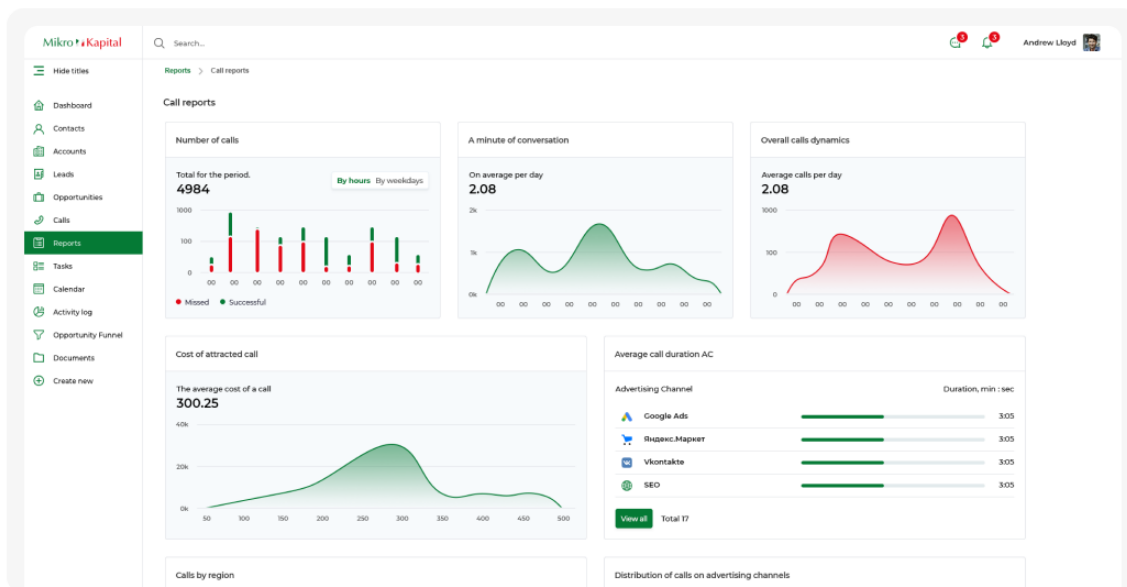 Mikro Kapital
Search...
3
3
Andrew Lloyd
Hide titles
Dashboard
Contacts
Accounts
Leads
Opportunities
Calls
Reports
Tasks
Calendar
Activity log
Opportunity Funnel
Documents
Create new
Reports > Call reports
Call reports
Number of calls
Total for the period.
4984
By hours By weekdays
1000
100
0
00 00 00 00 00 00 00 00 00 00
Missed Successful
A minute of conversation
On average per day
2.08
2k
1k
0k
00 00 00 00 00 00 00 00 00 00
Overall calls dynamics
Average calls per day
2.08
1000
500
0
00 00 00 00 00 00 00 00 00 00
Cost of attracted call
The average cost of a call
300.25
40k
20k
0k
50 100 150 200 250 300 350 400 450 500
Average call duration AC
Advertising Channel Duration, min : sec
Google Ads 3:05
Яндекс.Маркет 3:05
Vkontakte 3:05
SEO 3:05
View all Total 17
Calls by region
Distribution of calls on advertising channels